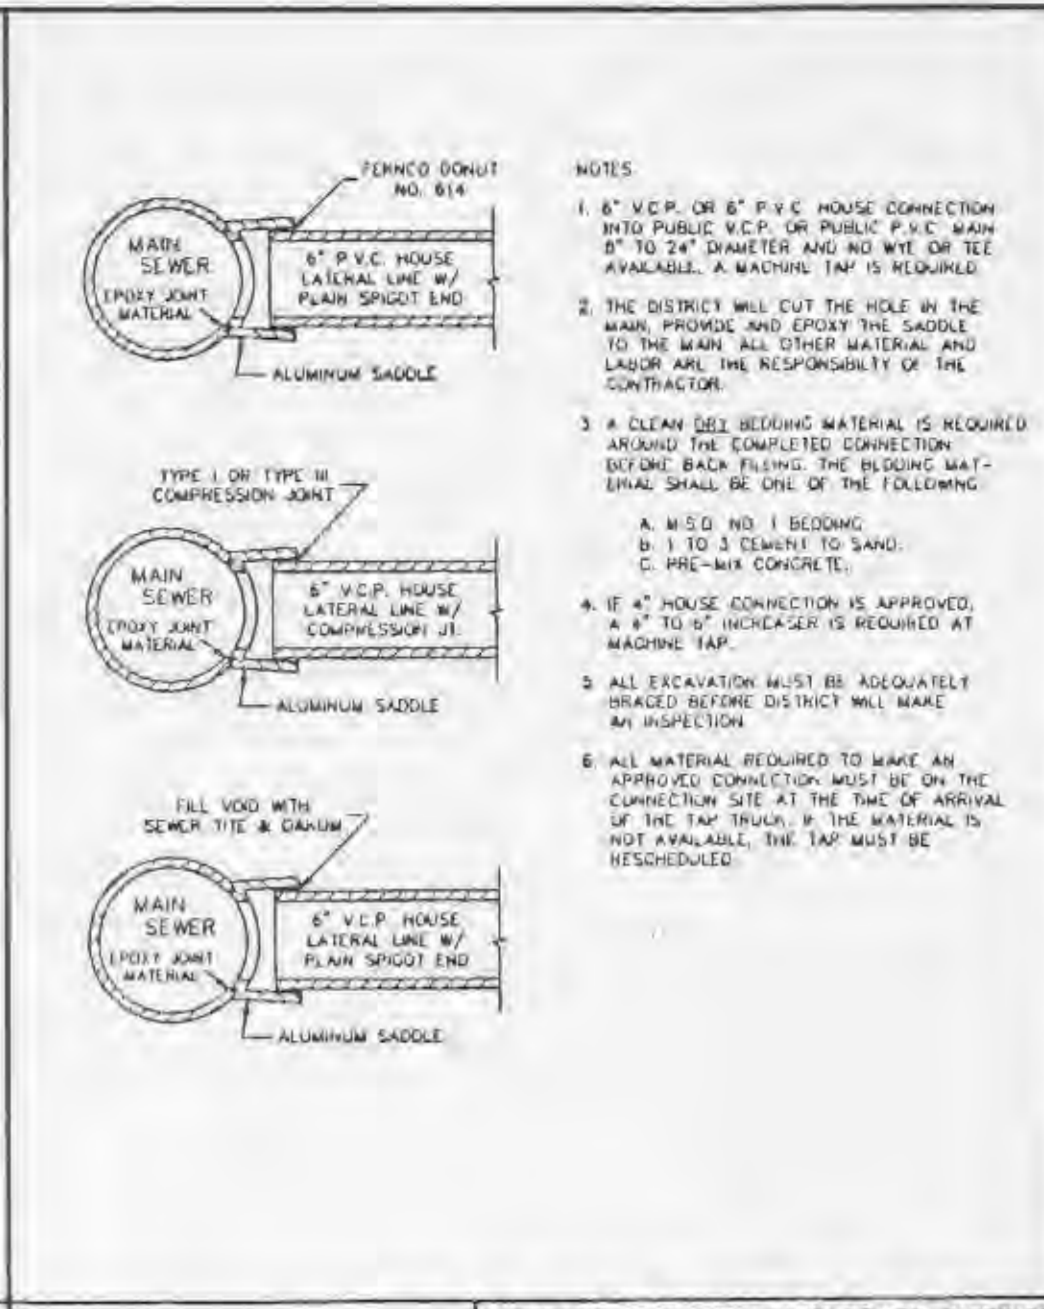 FERNCO DONUT
NO. 614
MAIN
SEWER
EPOXY JOINT
MATERIAL
6" P.V.C. HOUSE
LATERAL LINE W/
PLAIN SPIGOT END
ALUMINUM SADDLE
TYPE I OR TYPE III
COMPRESSION JOINT
MAIN
SEWER
EPOXY JOINT
MATERIAL
6" V.C.P. HOUSE
LATERAL LINE W/
COMPRESSION JT.
ALUMINUM SADDLE
FILL VOID WITH
SEWER TITE & OAKUM
MAIN
SEWER
EPOXY JOINT
MATERIAL
6" V.C.P. HOUSE
LATERAL LINE W/
PLAIN SPIGOT END
ALUMINUM SADDLE
NOTES
1. 6" V.C.P. OR 6" P.V.C. HOUSE CONNECTION
INTO PUBLIC V.C.P. OR PUBLIC P.V.C. MAIN
8" TO 24" DIAMETER AND NO WYE OR TEE
AVAILABLE. A MACHINE TAP IS REQUIRED
2. THE DISTRICT WILL CUT THE HOLE IN THE
MAIN, PROVIDE AND EPOXY THE SADDLE
TO THE MAIN ALL OTHER MATERIAL AND
LABOR ARE THE RESPONSIBILTY OF THE
CONTRACTOR.
3 A CLEAN DRY BEDDING MATERIAL IS REQUIRED
AROUND THE COMPLETED CONNECTION
BEFORE BACK FILLING. THE BEDDING MAT-
ERIAL SHALL BE ONE OF THE FOLLOWING
A. M.S.D. NO. 1 BEDDING
B. 1 TO 3 CEMENT TO SAND.
C. PRE-MIX CONCRETE.
4. IF 4" HOUSE CONNECTION IS APPROVED,
A 4" TO 6" INCREASER IS REQUIRED AT
MACHINE TAP.
5 ALL EXCAVATION MUST BE ADEQUATELY
BRACED BEFORE DISTRICT WILL MAKE
AN INSPECTION
6. ALL MATERIAL REQUIRED TO MAKE AN
APPROVED CONNECTION MUST BE ON THE
CONNECTION SITE AT THE TIME OF ARRIVAL
OF THE TAP TRUCK. IF THE MATERIAL IS
NOT AVAILABLE, THE TAP MUST BE
RESCHEDULED